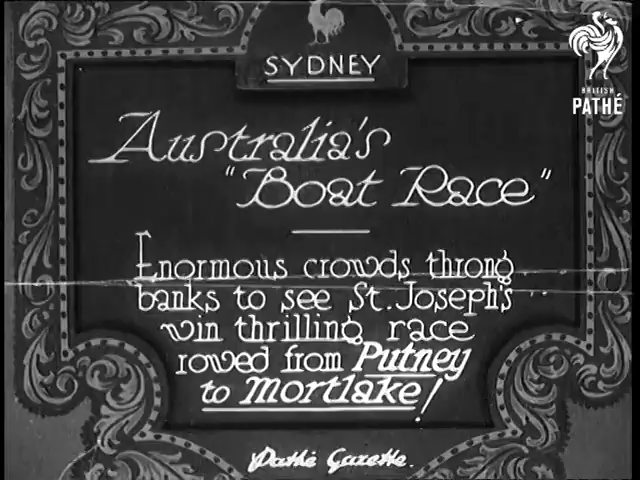 SYDNEY
BRITISH
PATHÉ
Australia's
"Boat Race"
Enormous crowds throng
banks to see St. Joseph's
win thrilling race
rowed from Putney
to Mortlake!
Pathé Gazette.